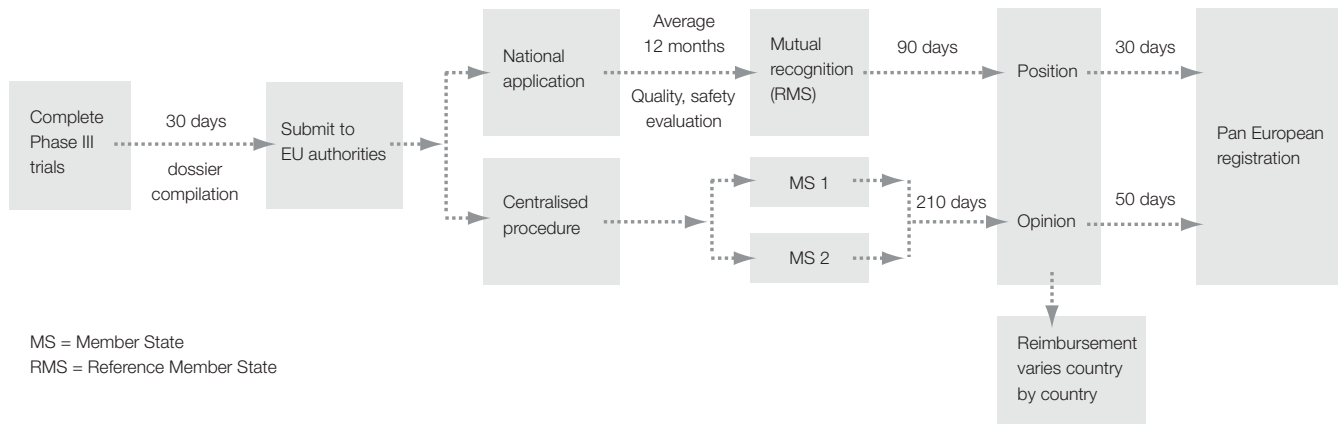 Complete
Phase III
trials
30 days
dossier
compilation
Submit to
EU authorities
National
application
Average
12 months
Quality, safety
evaluation
Mutual
recognition
(RMS)
90 days
Position
30 days
Pan European
registration
Centralised
procedure
MS 1
MS 2
210 days
Opinion
50 days
Reimbursement
varies country
by country
MS = Member State
RMS = Reference Member State